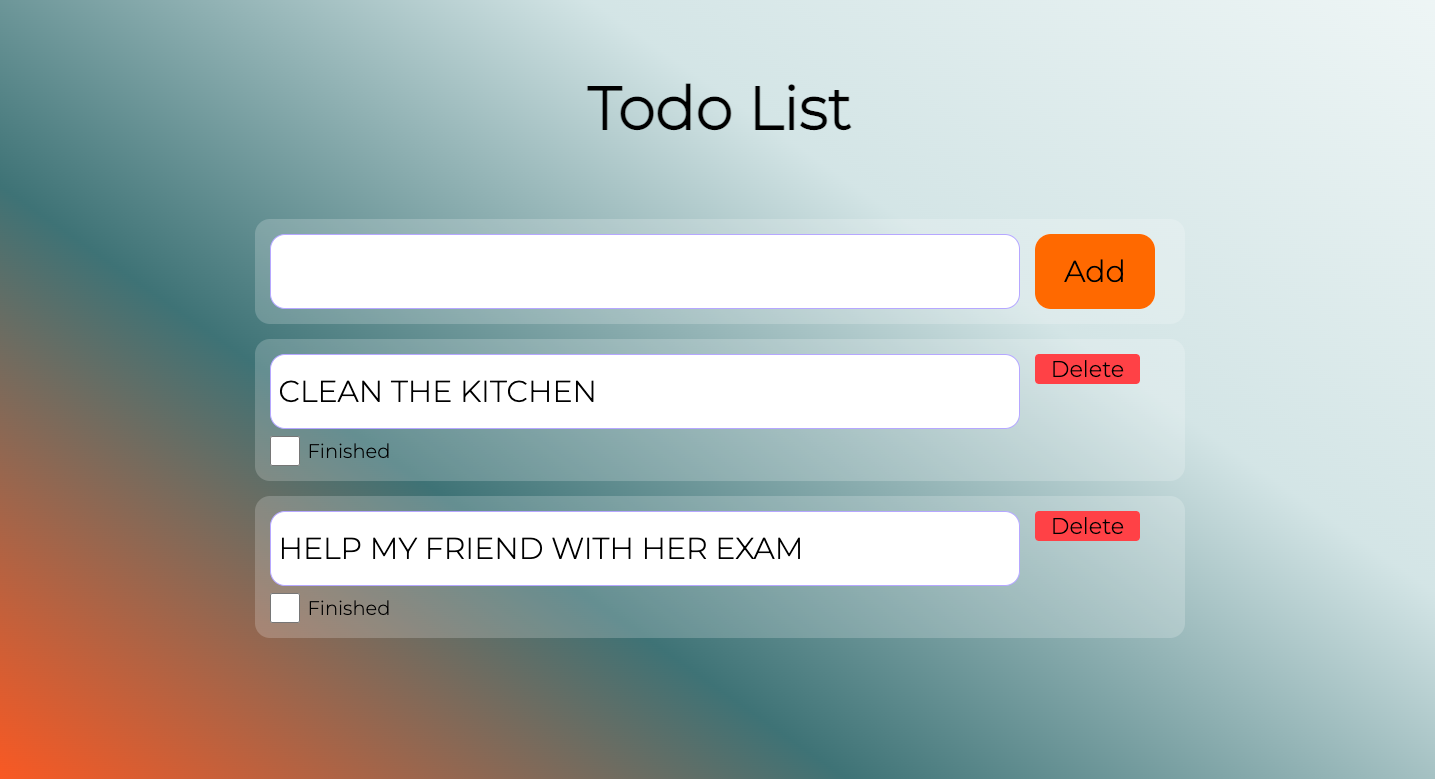 Todo List
Add
CLEAN THE KITCHEN
Delete
Finished
HELP MY FRIEND WITH HER EXAM
Delete
Finished